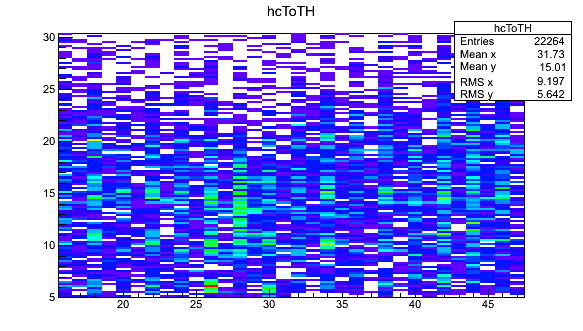 hcToTH
hcToTH
Entries 22264
Mean x 31.73
Mean y 15.01
RMS x 9.197
RMS y 5.642
30
25
20
15
10
5
20 25 30 35 40 45